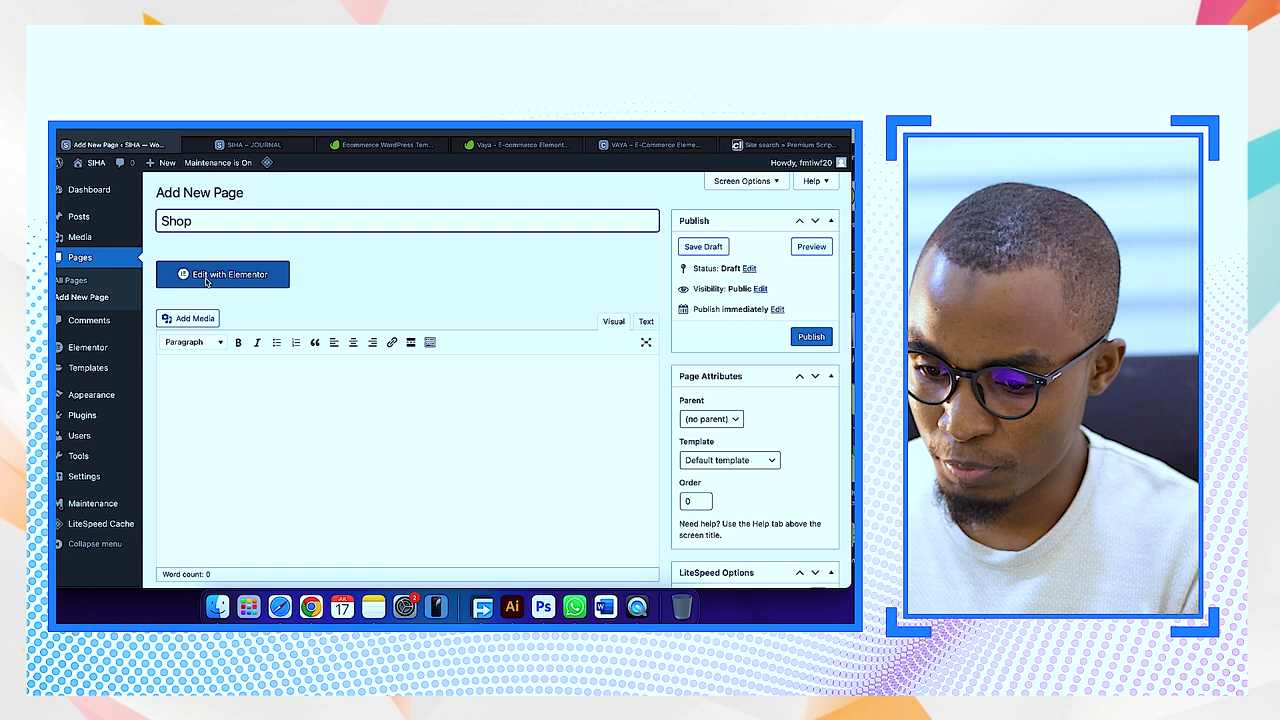 Add New Page ‹ SIHA — Wo...
SIHA – JOURNAL
Ecommerce WordPress Tem...
Vaya - E-commerce Element...
VAYA – E-Commerce Eleme...
Site search » Premium Scrip...
SIHA
0
New
Maintenance is On
Howdy, fmtiwf20
Dashboard
Posts
Media
Pages
All Pages
Add New Page
Comments
Elementor
Templates
Appearance
Plugins
Users
Tools
Settings
Maintenance
LiteSpeed Cache
Collapse menu
Screen Options
Help
Add New Page
Shop
Edit with Elementor
Add Media
Visual
Text
Paragraph
B
I
Word count: 0
Publish
Save Draft
Preview
Status: Draft Edit
Visibility: Public Edit
Publish immediately Edit
Publish
Page Attributes
Parent
(no parent)
Template
Default template
Order
0
Need help? Use the Help tab above the
screen title.
LiteSpeed Options
JUL
17
2
Ai
Ps
W